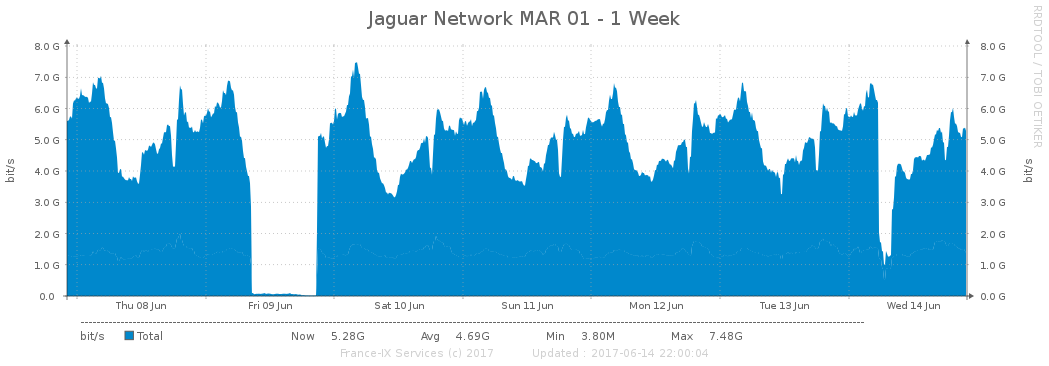 Jaguar Network MAR 01 - 1 Week
RRDTOOL / TOBI OETIKER
8.0 G 8.0 G
7.0 G 7.0 G
6.0 G 6.0 G
5.0 G 5.0 G
4.0 G 4.0 G
3.0 G 3.0 G
2.0 G 2.0 G
1.0 G 1.0 G
0.0 0.0 G
bit/s bit/s
Thu 08 Jun Fri 09 Jun Sat 10 Jun Sun 11 Jun Mon 12 Jun Tue 13 Jun Wed 14 Jun
bit/s Total Now 5.28G Avg 4.69G Min 3.80M Max 7.48G
France-IX Services (c) 2017 Updated : 2017-06-14 22:00:04